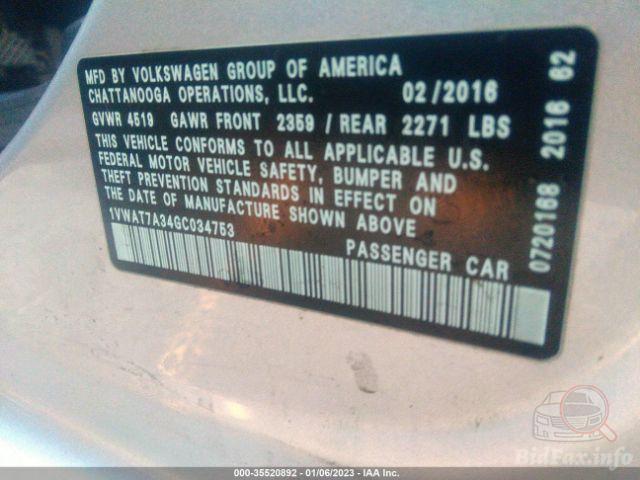 MFD BY VOLKSWAGEN GROUP OF AMERICA
CHATTANOOGA OPERATIONS, LLC. 02/2016
GVWR 4519 GAWR FRONT 2359 / REAR 2271 LBS
THIS VEHICLE CONFORMS TO ALL APPLICABLE U.S.
FEDERAL MOTOR VEHICLE SAFETY, BUMPER AND
THEFT PREVENTION STANDARDS IN EFFECT ON
THE DATE OF MANUFACTURE SHOWN ABOVE
1VWAT7A34GC034753
PASSENGER CAR
0720168 2016 62
BidFax.info
000-35520892 - 01/06/2023 - IAA Inc.